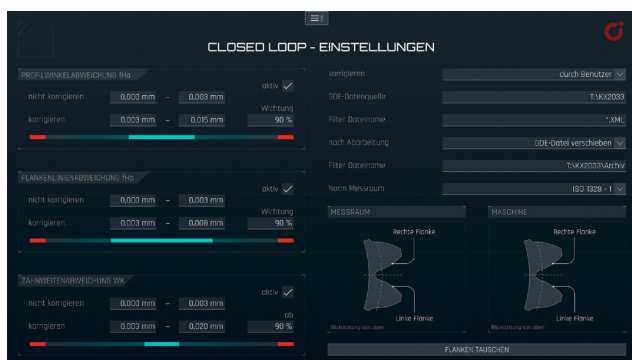 CLOSED LOOP - EINSTELLUNGEN
PROFILWINKELABWEICHUNG fHα
aktiv
nicht korrigieren 0,000 mm – 0,003 mm
Wichtung
korrigieren 0,003 mm – 0,015 mm 90 %
FLANKENLINIENABWEICHUNG fHβ
aktiv
nicht korrigieren 0,000 mm – 0,003 mm
Wichtung
korrigieren 0,003 mm – 0,008 mm 90 %
ZAHNWEITENABWEICHUNG WK
aktiv
nicht korrigieren 0,000 mm – 0,003 mm
ab
korrigieren 0,003 mm – 0,020 mm 90 %
korrigieren durch Benutzer
GDE-Datenquelle T:\KX2033
Filter Dateiname *.XML
nach Abarbeitung GDE-Datei verschieben
Filter Dateiname T:\KX2033\Archiv
Norm Messraum ISO 1328 - 1
MESSRAUM
Rechte Flanke
Linke Flanke
Blickrichtung von oben
MASCHINE
Rechte Flanke
Linke Flanke
Blickrichtung von oben
FLANKEN TAUSCHEN